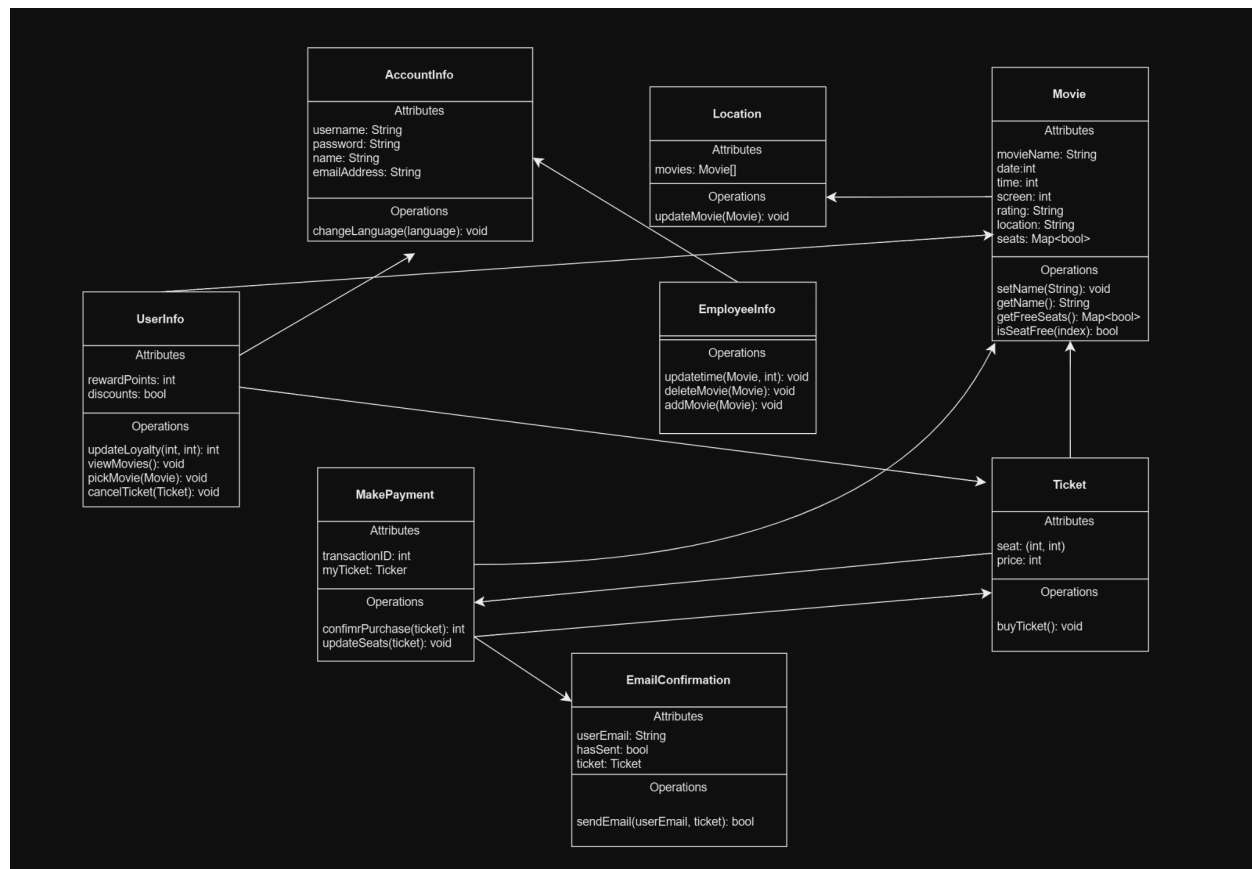 AccountInfo
Attributes
username: String
password: String
name: String
emailAddress: String
Operations
changeLanguage(language): void
Location
Attributes
movies: Movie[]
Operations
updateMovie(Movie): void
Movie
Attributes
movieName: String
date:int
time: int
screen: int
rating: String
location: String
seats: Map<bool>
Operations
setName(String): void
getName(): String
getFreeSeats(): Map<bool>
isSeatFree(index): bool
UserInfo
Attributes
rewardPoints: int
discounts: bool
Operations
updateLoyalty(int, int): int
viewMovies(): void
pickMovie(Movie): void
cancelTicket(Ticket): void
EmployeeInfo
Operations
updatetime(Movie, int): void
deleteMovie(Movie): void
addMovie(Movie): void
MakePayment
Attributes
transactionID: int
myTicket: Ticker
Operations
confimrPurchase(ticket): int
updateSeats(ticket): void
Ticket
Attributes
seat: (int, int)
price: int
Operations
buyTicket(): void
EmailConfirmation
Attributes
userEmail: String
hasSent: bool
ticket: Ticket
Operations
sendEmail(userEmail, ticket): bool